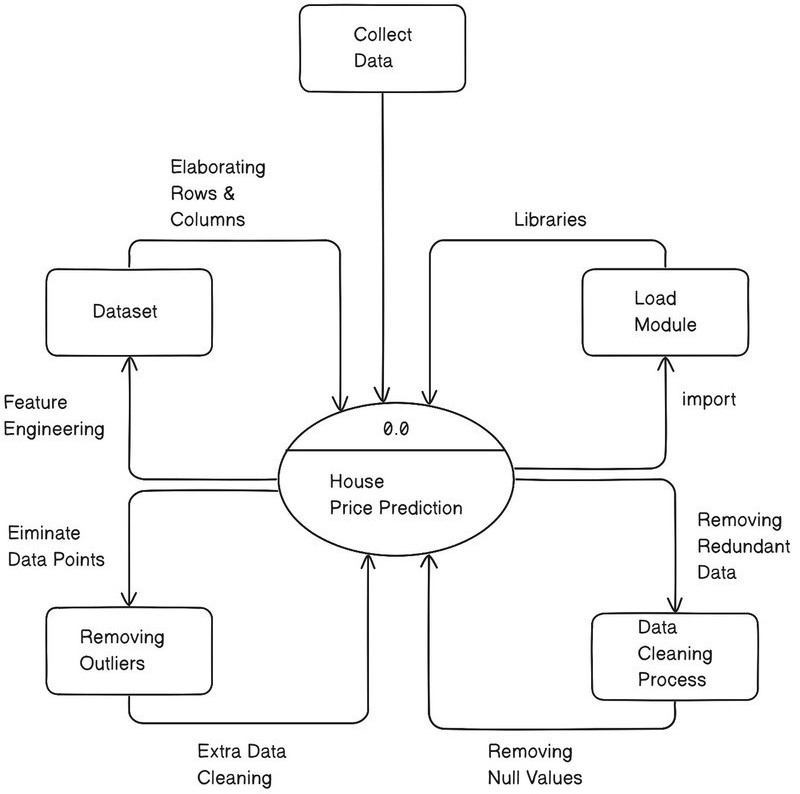 Collect
Data
Elaborating
Rows &
Columns
Libraries
Dataset
Load
Module
Feature
Engineering
import
0.0
House
Price Prediction
Eiminate
Data Points
Removing
Redundant
Data
Removing
Outliers
Data
Cleaning
Process
Extra Data
Cleaning
Removing
Null Values